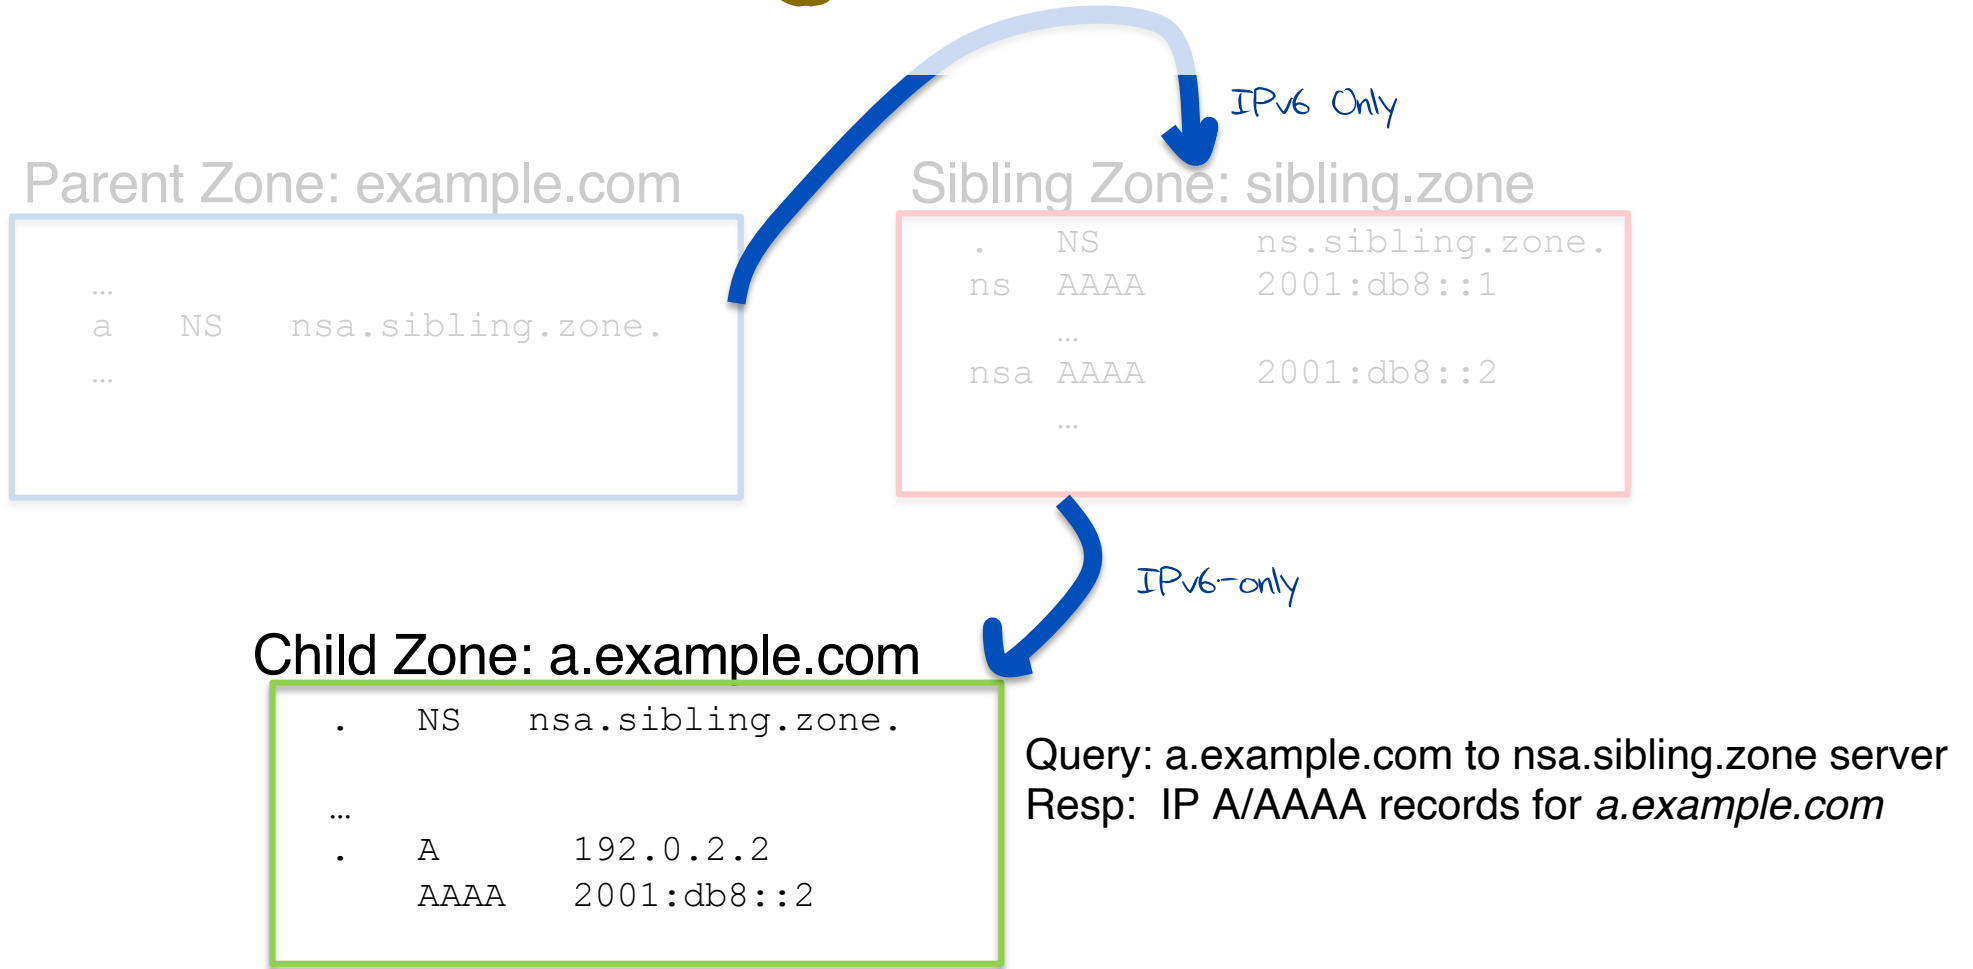 IPv6 Only
Parent Zone: example.com
…
a NS nsa.sibling.zone.
…
Sibling Zone: sibling.zone
. NS ns.sibling.zone.
ns AAAA 2001:db8::1
…
nsa AAAA 2001:db8::2
…
IPv6-only
Child Zone: a.example.com
. NS nsa.sibling.zone.
…
. A 192.0.2.2
AAAA 2001:db8::2
Query: a.example.com to nsa.sibling.zone server
Resp: IP A/AAAA records for a.example.com